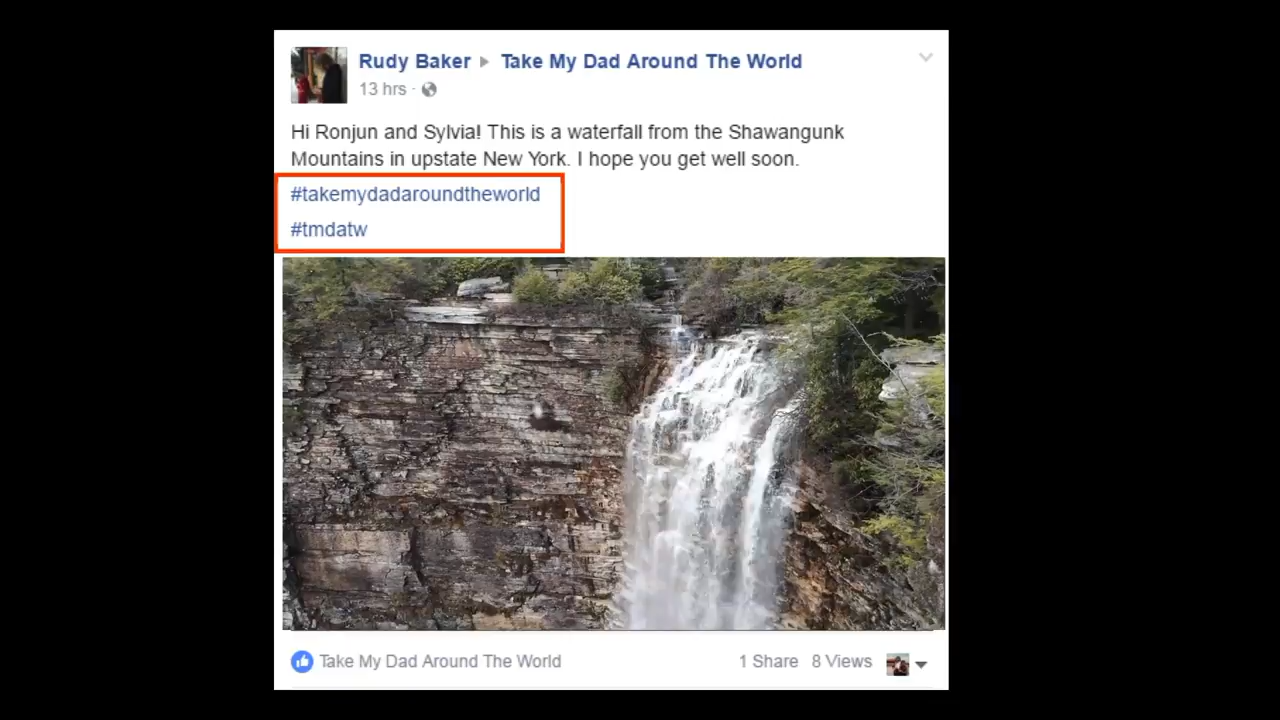 Rudy Baker ▶ Take My Dad Around The World
13 hrs ·
Hi Ronjun and Sylvia! This is a waterfall from the Shawangunk
Mountains in upstate New York. I hope you get well soon.
#takemydadaroundtheworld
#tmdatw
Take My Dad Around The World 1 Share 8 Views